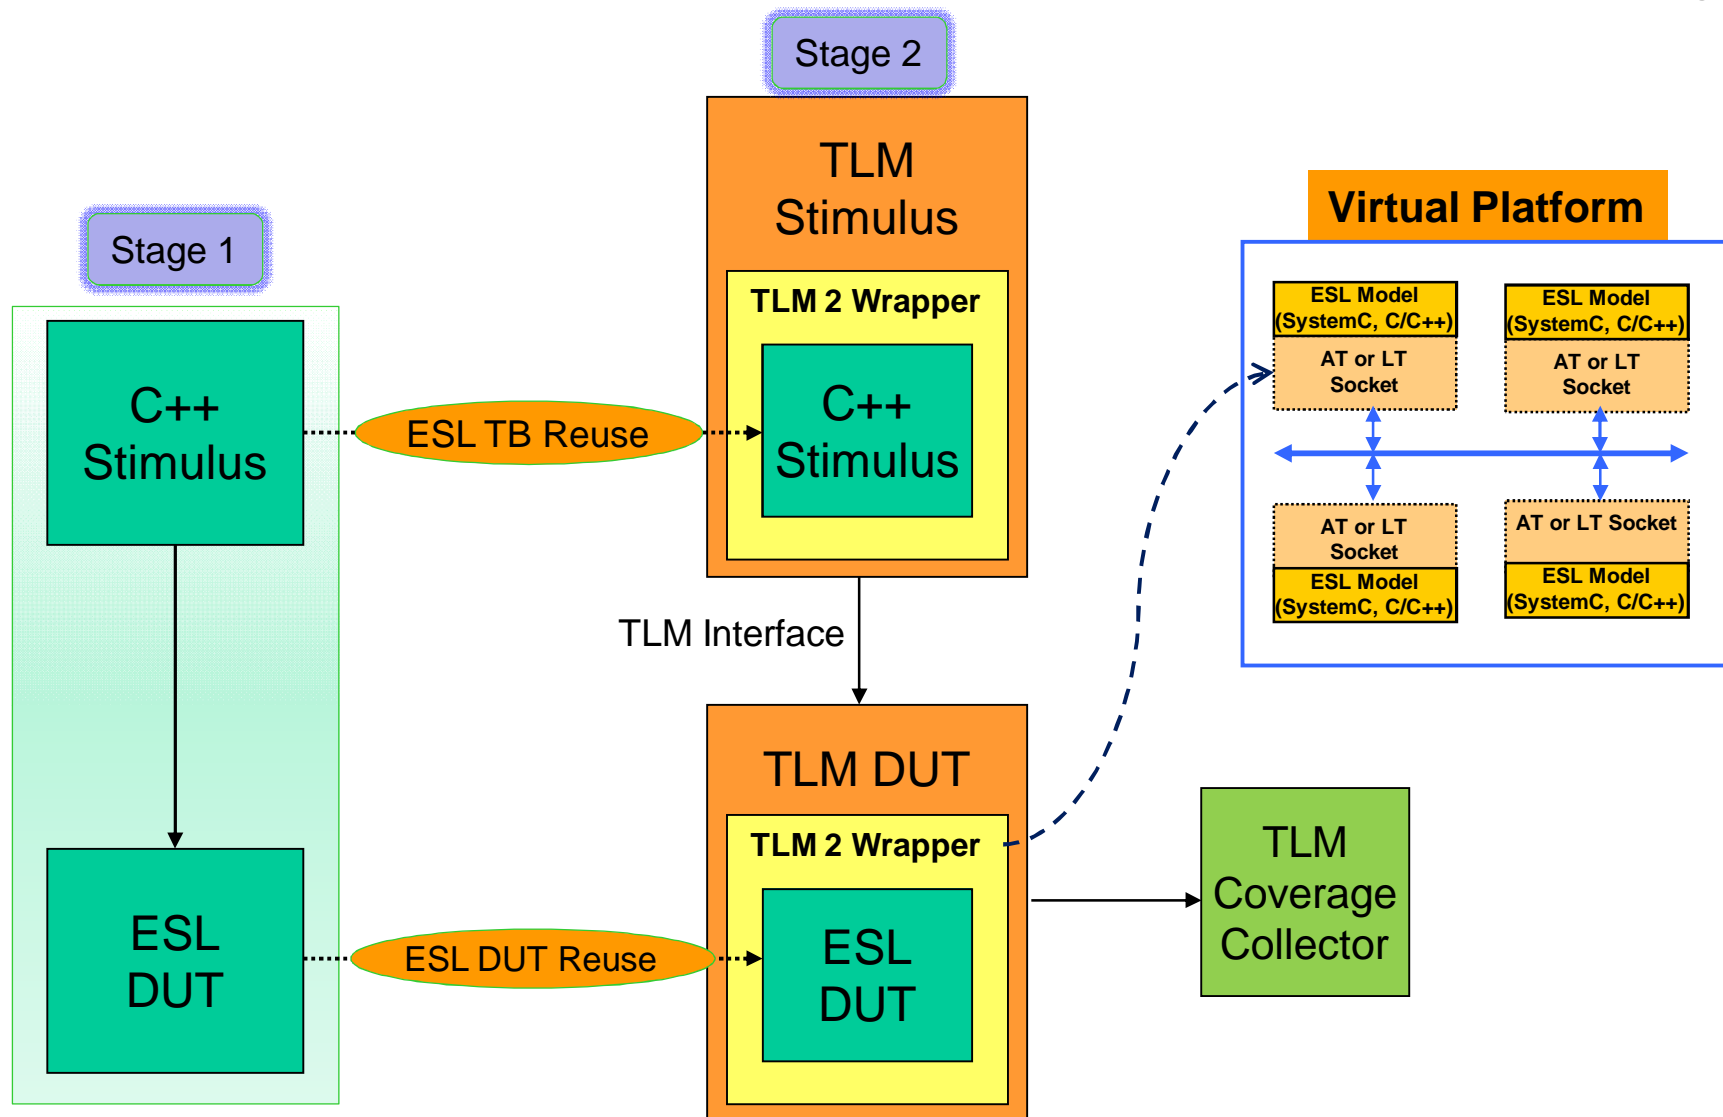 Stage 2
TLM
Stimulus
TLM 2 Wrapper
C++
Stimulus
Stage 1
C++
Stimulus
ESL TB Reuse
TLM Interface
ESL
DUT
ESL DUT Reuse
TLM DUT
TLM 2 Wrapper
ESL
DUT
TLM
Coverage
Collector
Virtual Platform
ESL Model
(SystemC, C/C++)
AT or LT
Socket
ESL Model
(SystemC, C/C++)
AT or LT
Socket
AT or LT
Socket
ESL Model
(SystemC, C/C++)
AT or LT Socket
ESL Model
(SystemC, C/C++)